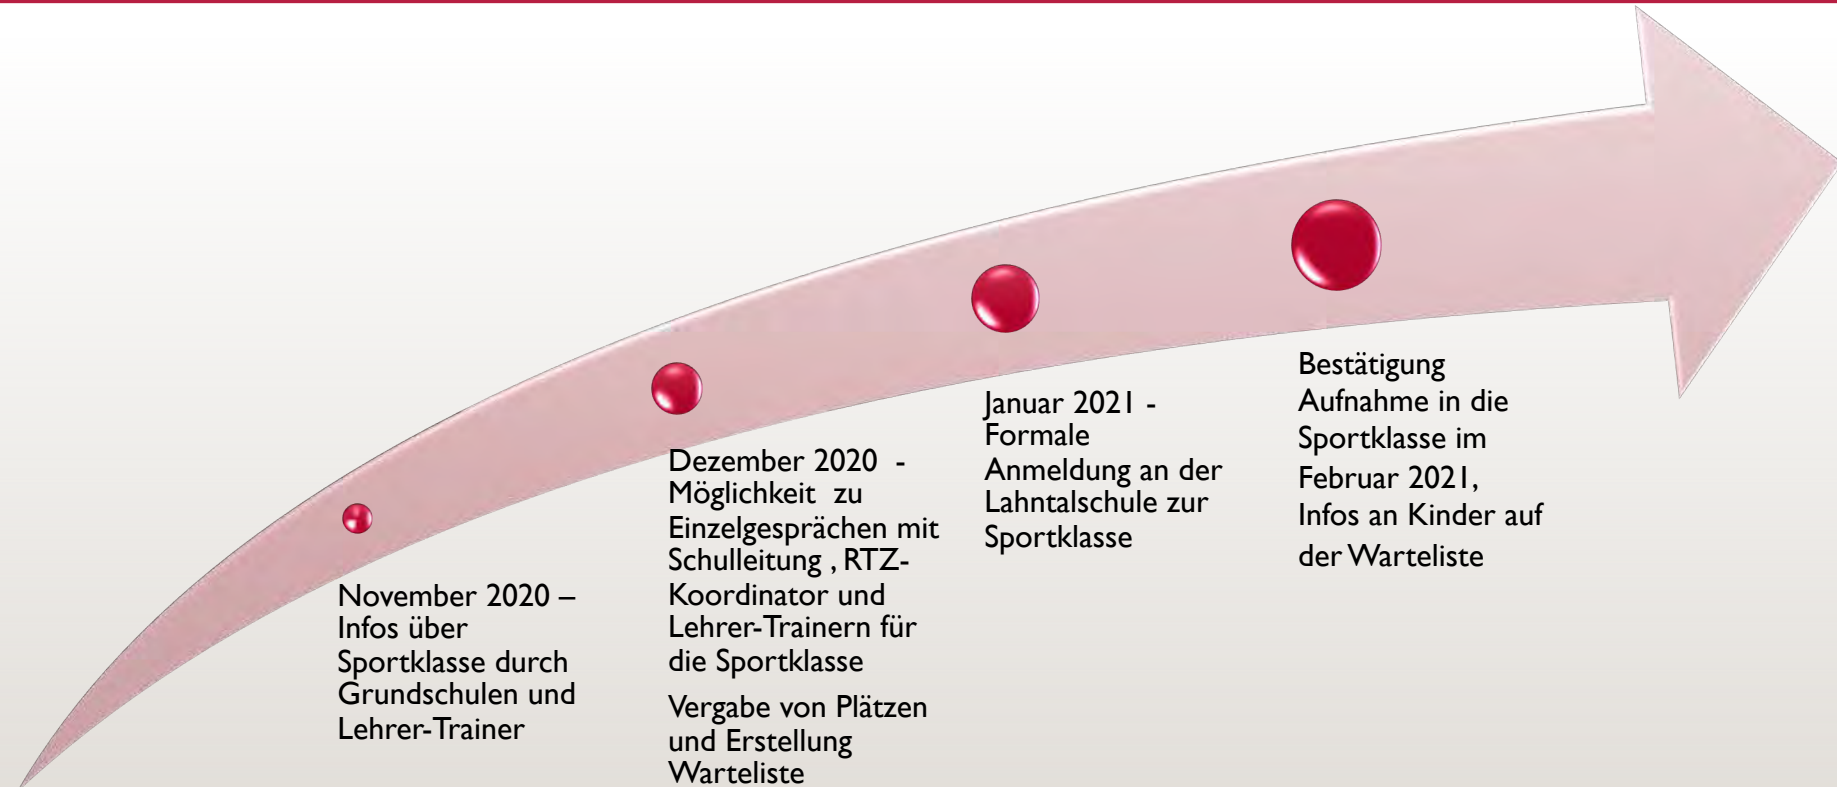 November 2020 –
Infos über
Sportklasse durch
Grundschulen und
Lehrer-Trainer
Dezember 2020 -
Möglichkeit zu
Einzelgesprächen mit
Schulleitung , RTZ-
Koordinator und
Lehrer-Trainern für
die Sportklasse
Vergabe von Plätzen
und Erstellung
Warteliste
Januar 2021 -
Formale
Anmeldung an der
Lahntalschule zur
Sportklasse
Bestätigung
Aufnahme in die
Sportklasse im
Februar 2021,
Infos an Kinder auf
der Warteliste